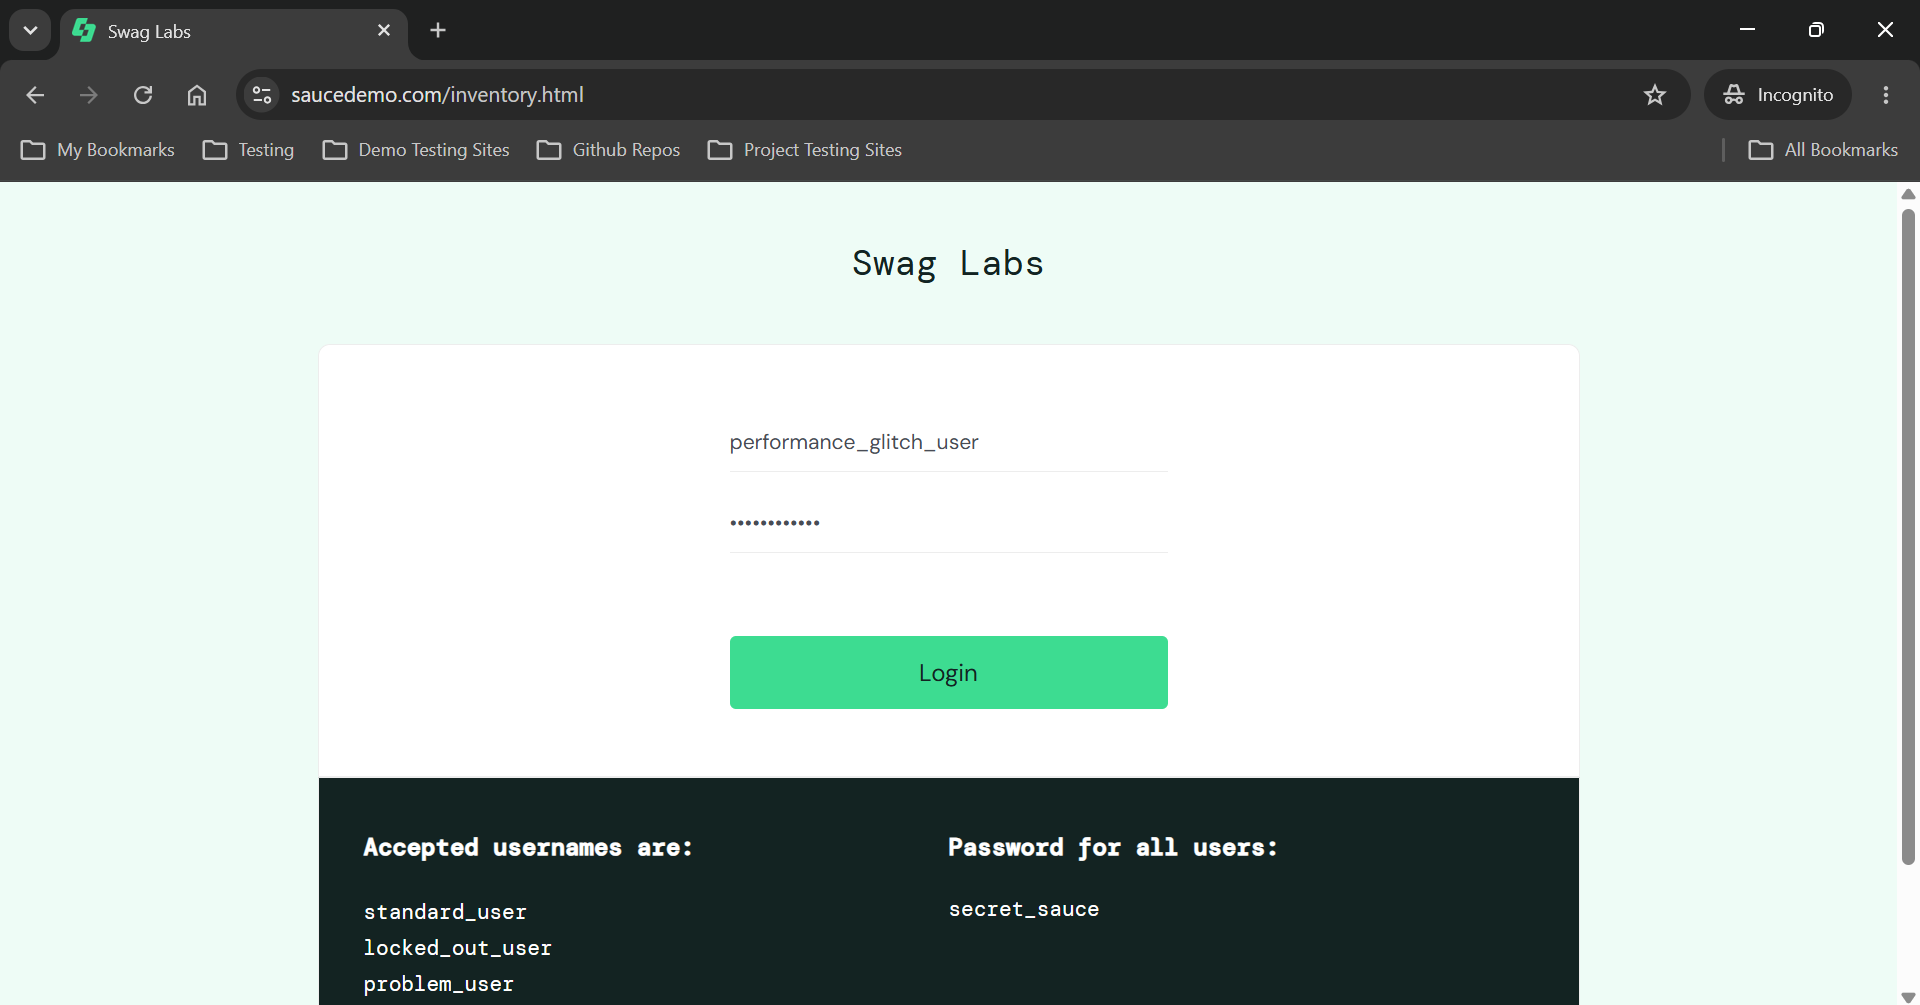 Swag Labs
saucedemo.com/inventory.html
Incognito
My Bookmarks
Testing
Demo Testing Sites
Github Repos
Project Testing Sites
All Bookmarks
Swag Labs
performance_glitch_user
••••••••••••
Login
Accepted usernames are:
standard_user
locked_out_user
problem_user
Password for all users:
secret_sauce